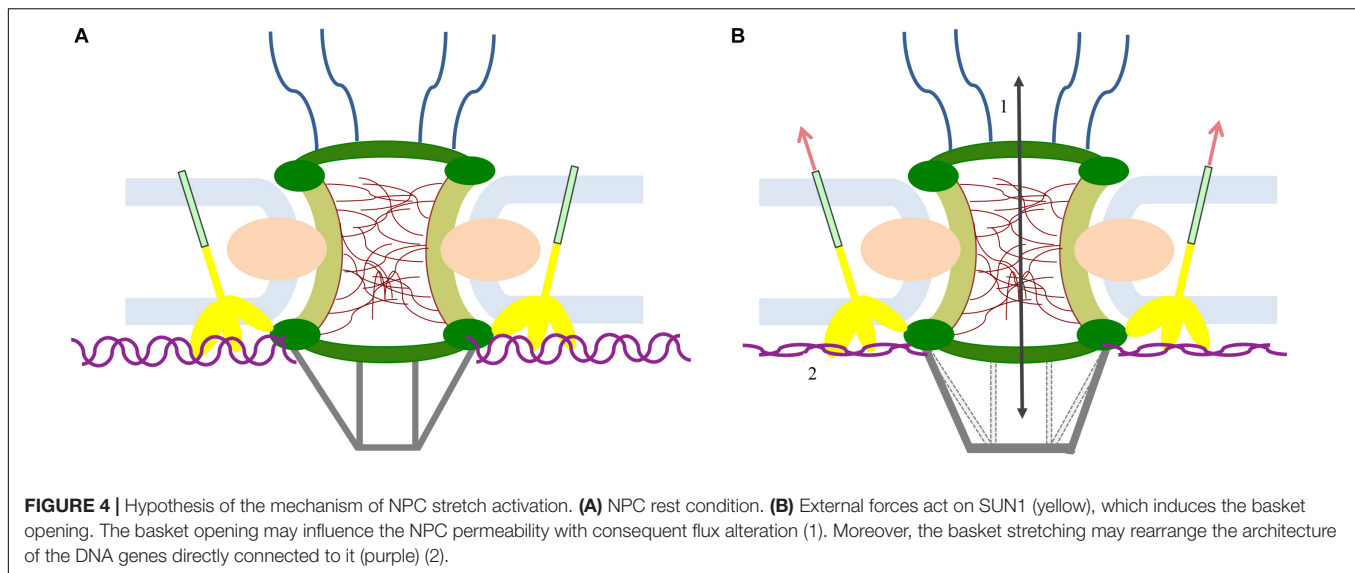 A
B
1
2
FIGURE 4 | Hypothesis of the mechanism of NPC stretch activation. (A) NPC rest condition. (B) External forces act on SUN1 (yellow), which induces the basket
opening. The basket opening may influence the NPC permeability with consequent flux alteration (1). Moreover, the basket stretching may rearrange the architecture
of the DNA genes directly connected to it (purple) (2).